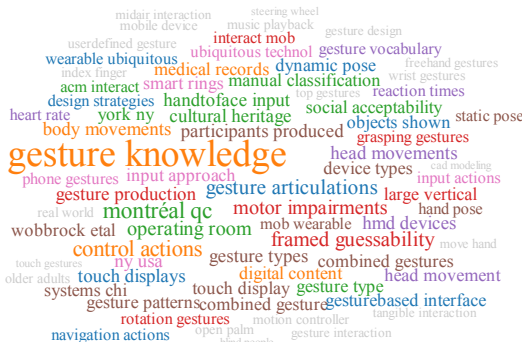 steering wheel
midair interaction
mobile device
music playback
gesture design
interact mob
userdefined gesture
ubiquitous technol
gesture vocabulary
wearable ubiquitous
medical records
dynamic pose
freehand gestures
index finger
smart rings
manual classification
wrist gestures
acm interact
top gestures
reaction times
design strategies
handtoface input
social acceptability
heart rate
york ny
cultural heritage
objects shown
static pose
body movements
participants produced
grasping gestures
gesture knowledge
head movements
device types
cad modeling
phone gestures
input approach
input actions
gesture production
gesture articulations
large vertical
real world
montréal qc
motor impairments
hand pose
wobbrock etal
operating room
mob wearable
hmd devices
control actions
framed guessability
move hand
ny usa
gesture types
combined gestures
touch gestures
older adults
touch displays
digital content
head movement
systems chi
touch display
gesture type
gesture patterns
combined gesture
gesturebased interface
rotation gestures
motion controller
tangible interaction
navigation actions
open palm
gesture interaction